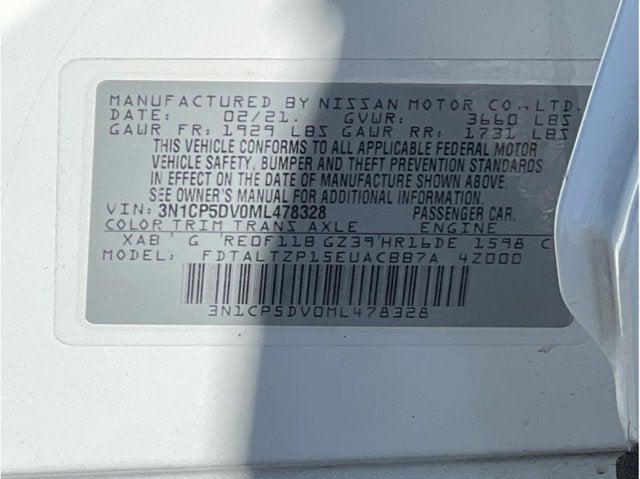 MANUFACTURED BY NISSAN MOTOR CO., LTD.
DATE: 02/21. GVWR: 3660 LBS
GAWR FR: 1929 LBS GAWR RR: 1731 LBS
THIS VEHICLE CONFORMS TO ALL APPLICABLE FEDERAL MOTOR
VEHICLE SAFETY, BUMPER AND THEFT PREVENTION STANDARDS
IN EFFECT ON THE DATE OF MANUFACTURE SHOWN ABOVE.
SEE OWNER'S MANUAL FOR ADDITIONAL INFORMATION.
VIN: 3N1CP5DV0ML478328 PASSENGER CAR.
COLOR TRIM TRANS AXLE ENGINE
XAB G RE0F11B GZ39 HR16DE 1598 C
MODEL: FDTALTZP15EUACBB7A 4Z000
3N1CP5DV0ML478328